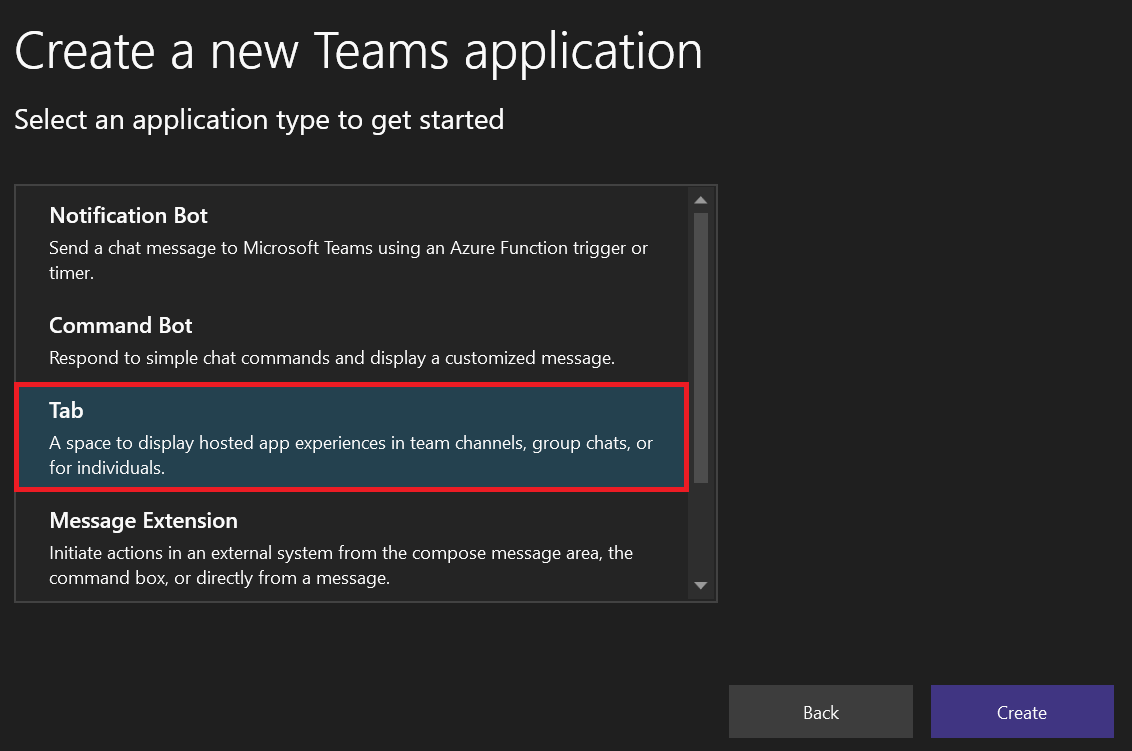 Create a new Teams application
Select an application type to get started
Notification Bot
Send a chat message to Microsoft Teams using an Azure Function trigger or
timer.
Command Bot
Respond to simple chat commands and display a customized message.
Tab
A space to display hosted app experiences in team channels, group chats, or
for individuals.
Message Extension
Initiate actions in an external system from the compose message area, the
command box, or directly from a message.
Back
Create